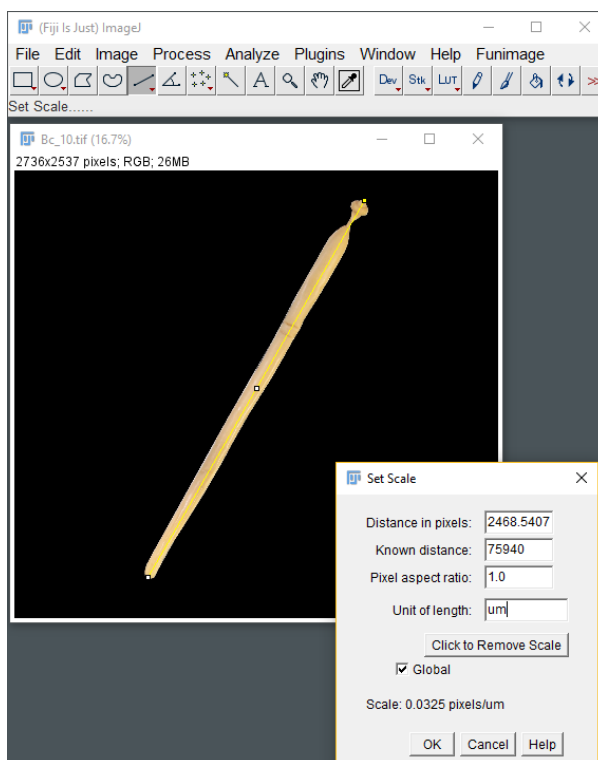 (Fiji Is Just) ImageJ
File Edit Image Process Analyze Plugins Window Help Funimage
A Dev Stk LUT >>
Set Scale......
Bc_10.tif (16.7%)
2736x2537 pixels; RGB; 26MB
Set Scale
Distance in pixels: 2468.5407
Known distance: 75940
Pixel aspect ratio: 1.0
Unit of length: um
Click to Remove Scale
Global
Scale: 0.0325 pixels/um
OK Cancel Help